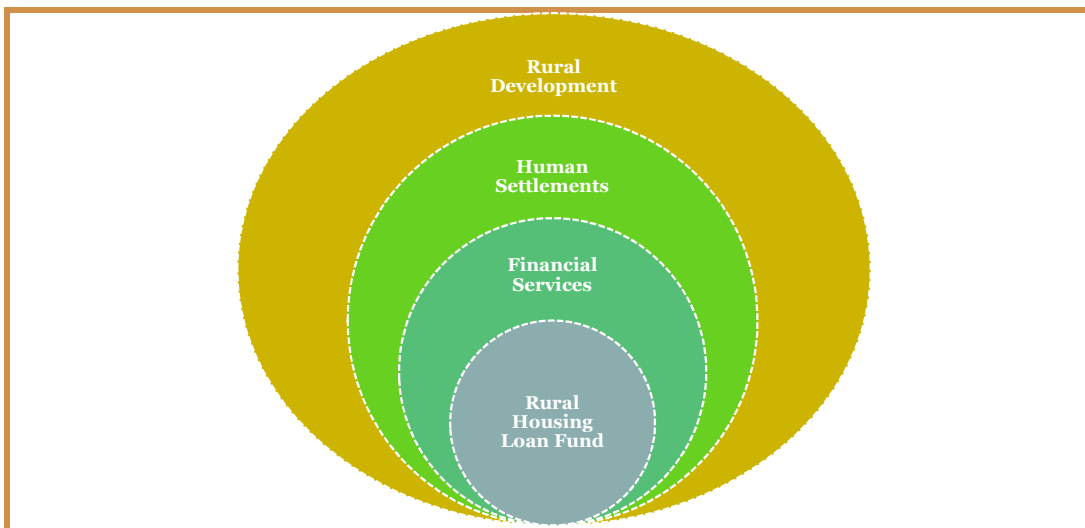 Rural
Development
Human
Settlements
Financial
Services
Rural
Housing
Loan Fund